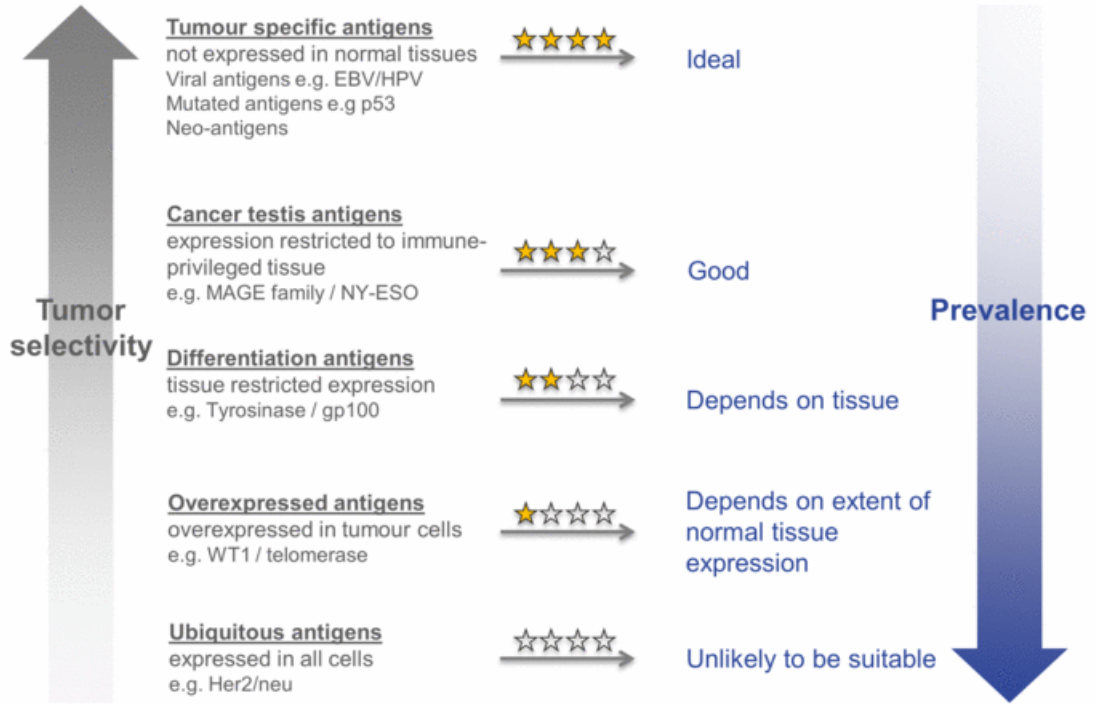 Tumour specific antigens
not expressed in normal tissues
Viral antigens e.g. EBV/HPV
Mutated antigens e.g p53
Neo-antigens
Ideal
Cancer testis antigens
expression restricted to immune-
privileged tissue
e.g. MAGE family / NY-ESO
Good
Tumor
selectivity
Prevalence
Differentiation antigens
tissue restricted expression
e.g. Tyrosinase / gp100
Depends on tissue
Overexpressed antigens
overexpressed in tumour cells
e.g. WT1 / telomerase
Depends on extent of
normal tissue
expression
Ubiquitous antigens
expressed in all cells
e.g. Her2/neu
Unlikely to be suitable